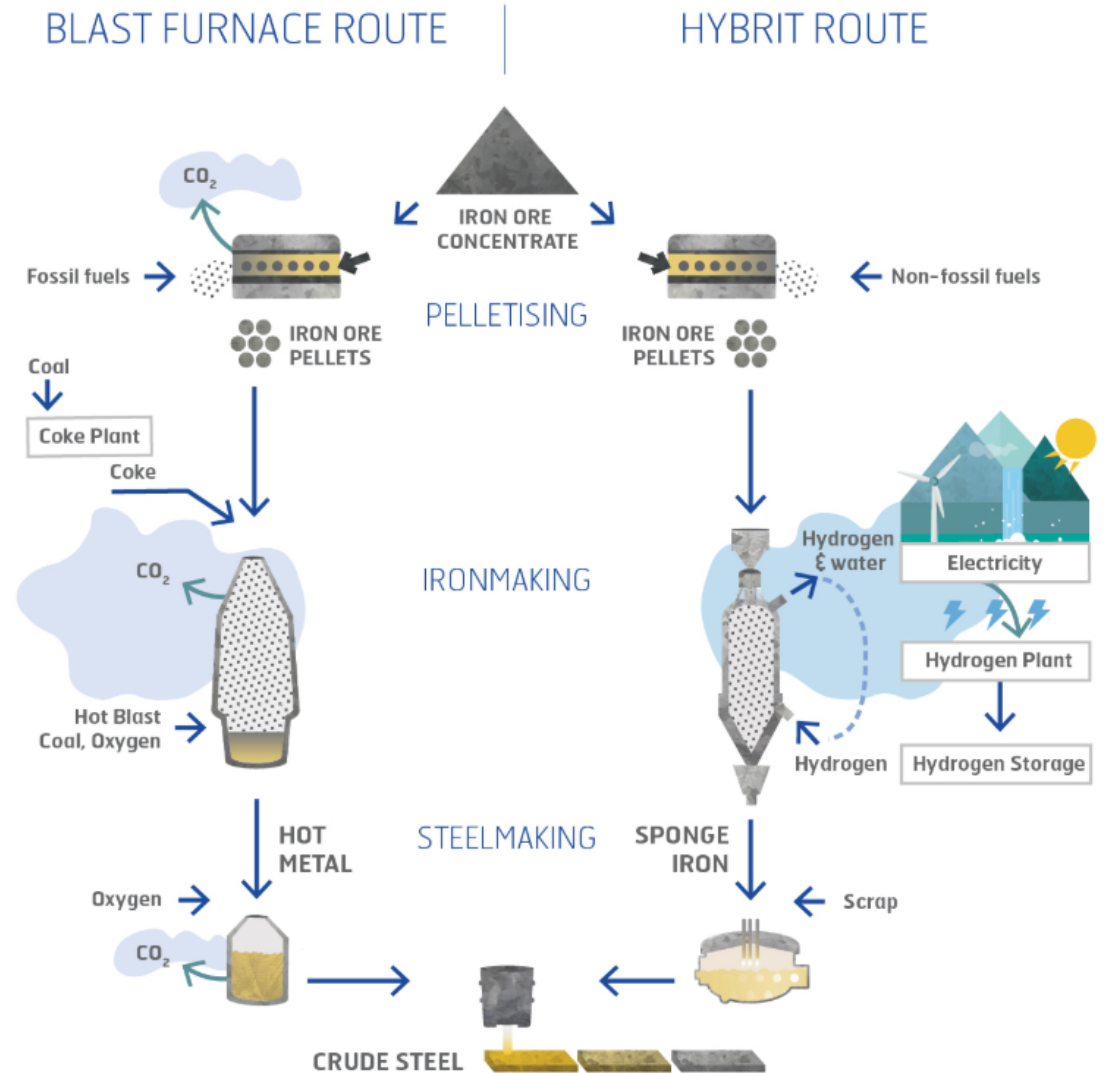 BLAST FURNACE ROUTE
HYBRIT ROUTE
CO₂
IRON ORE
CONCENTRATE
Fossil fuels
Non-fossil fuels
PELLETISING
IRON ORE
PELLETS
IRON ORE
PELLETS
Coal
Coke Plant
Coke
CO₂
IRONMAKING
Hydrogen
& water
Electricity
Hydrogen Plant
Hot Blast
Coal, Oxygen
Hydrogen
Hydrogen Storage
HOT
METAL
STEELMAKING
SPONGE
IRON
Oxygen
Scrap
CO₂
CRUDE STEEL